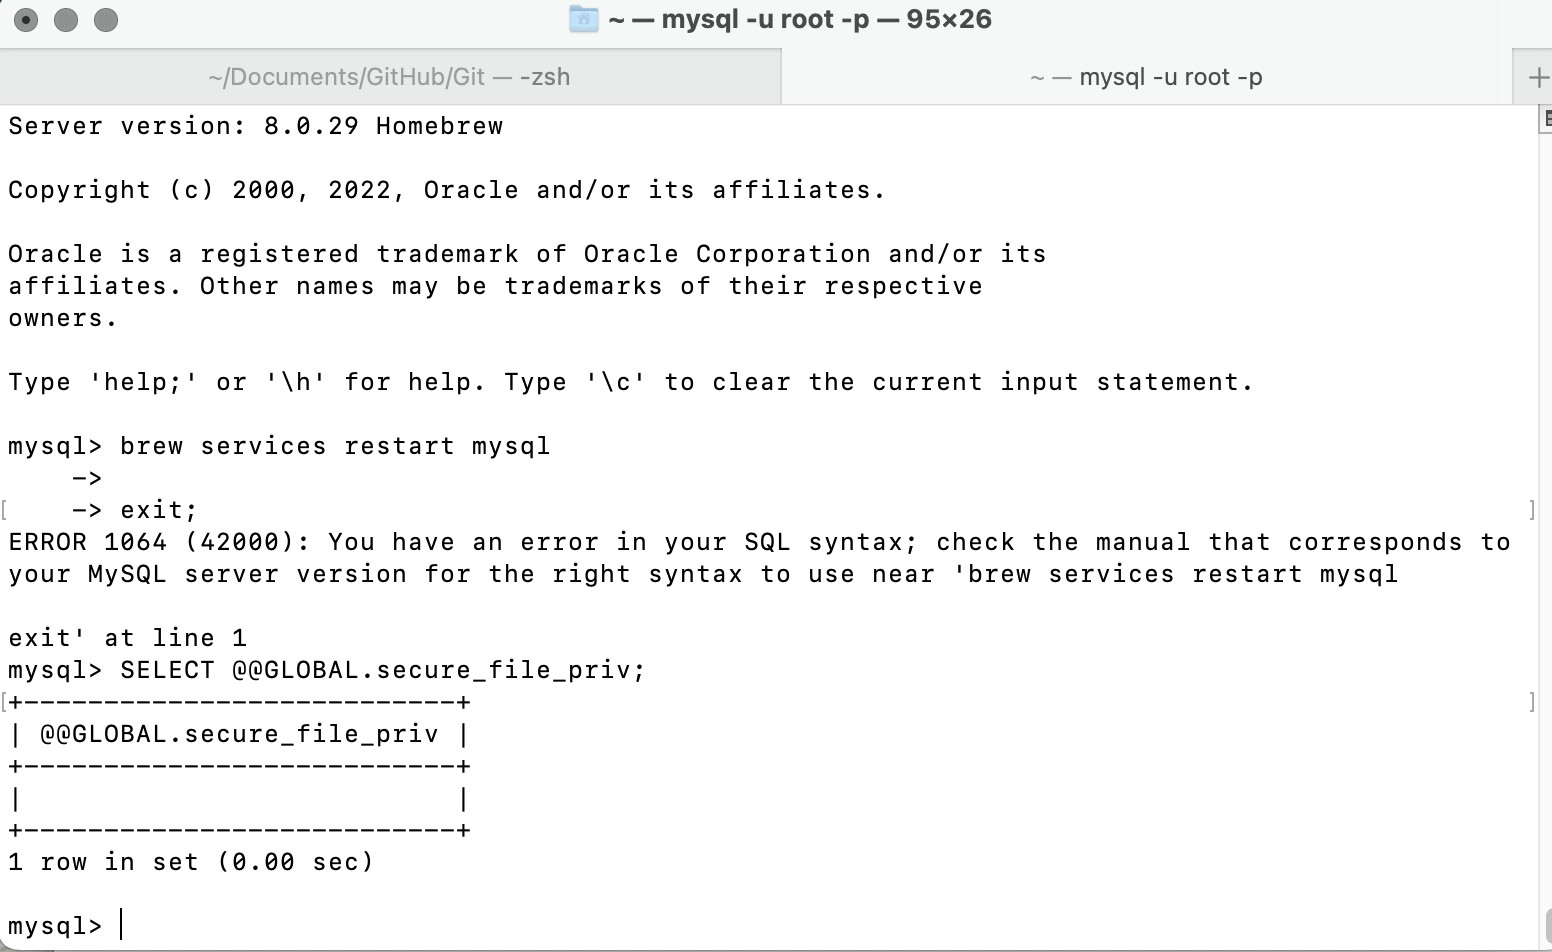 ~ — mysql -u root -p — 95×26
~/Documents/GitHub/Git — -zsh
~ — mysql -u root -p
+
Server version: 8.0.29 Homebrew
Copyright (c) 2000, 2022, Oracle and/or its affiliates.
Oracle is a registered trademark of Oracle Corporation and/or its
affiliates. Other names may be trademarks of their respective
owners.
Type 'help;' or '\h' for help. Type '\c' to clear the current input statement.
mysql> brew services restart mysql
    ->
[    -> exit; ]
ERROR 1064 (42000): You have an error in your SQL syntax; check the manual that corresponds to
your MySQL server version for the right syntax to use near 'brew services restart mysql
exit' at line 1
mysql> SELECT @@GLOBAL.secure_file_priv;
[+---------------------------+ ]
| @@GLOBAL.secure_file_priv |
+---------------------------+
|                           |
+---------------------------+
1 row in set (0.00 sec)
mysql>